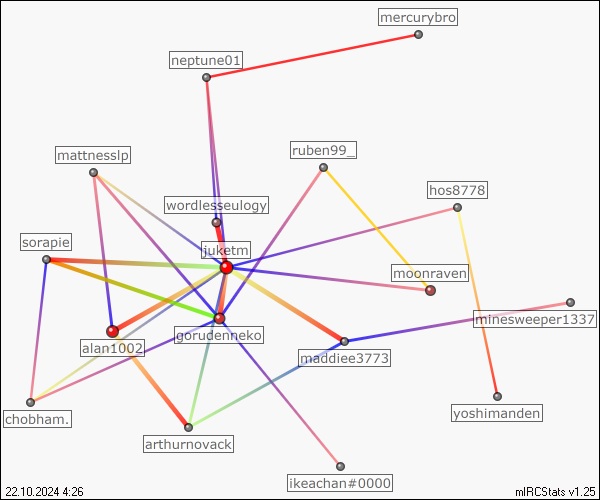 mercurybro
neptune01
ruben99_
mattnesslp
hos8778
wordlesseulogy
sorapie
juketm
moonraven
minesweeper1337
gorudenneko
alan1002
maddiee3773
chobham.
yoshimanden
arthurnovack
ikeachan#0000
22.10.2024 4:26
mIRCStats v1.25